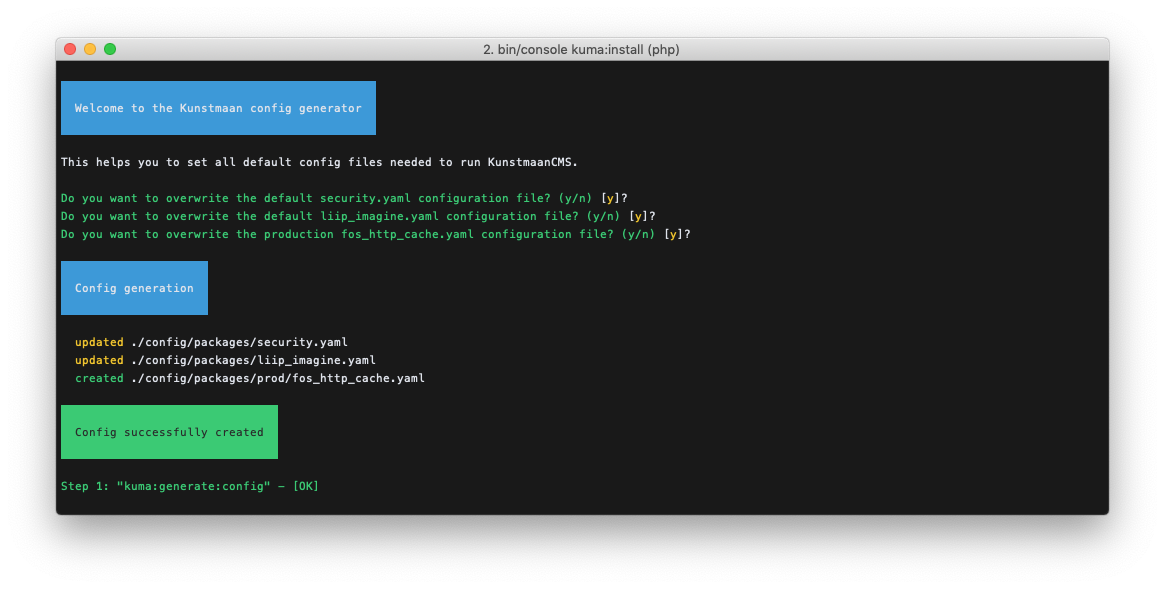 2. bin/console kuma:install (php)
Welcome to the Kunstmaan config generator
This helps you to set all default config files needed to run KunstmaanCMS.
Do you want to overwrite the default security.yaml configuration file? (y/n) [y]?
Do you want to overwrite the default liip_imagine.yaml configuration file? (y/n) [y]?
Do you want to overwrite the production fos_http_cache.yaml configuration file? (y/n) [y]?
Config generation
updated ./config/packages/security.yaml
updated ./config/packages/liip_imagine.yaml
created ./config/packages/prod/fos_http_cache.yaml
Config successfully created
Step 1: "kuma:generate:config" - [OK]